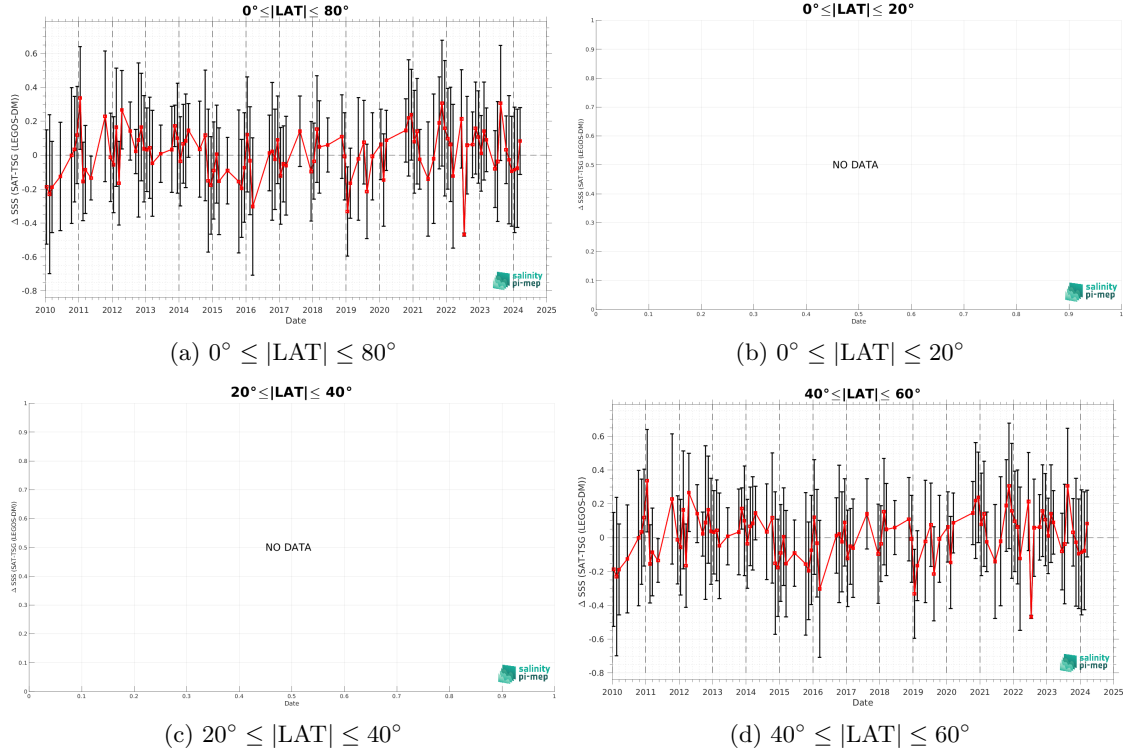 0°≤|LAT|≤ 80°
Δ SSS (SAT-TSG (LEGOS-DM))
0.6
0.4
0.2
0
-0.2
-0.4
-0.6
-0.8
2010 2011 2012 2013 2014 2015 2016 2017 2018 2019 2020 2021 2022 2023 2024 2025
Date
salinity
pi-mep
(a) 0° ≤ |LAT| ≤ 80°
0°≤|LAT|≤ 20°
Δ SSS (SAT-TSG (LEGOS-DM))
1
0.9
0.8
0.7
0.6
0.5
0.4
0.3
0.2
0.1
0
NO DATA
0 0.1 0.2 0.3 0.4 0.5 0.6 0.7 0.8 0.9 1
Date
salinity
pi-mep
(b) 0° ≤ |LAT| ≤ 20°
20°≤|LAT|≤ 40°
Δ SSS (SAT-TSG (LEGOS-DM))
1
0.9
0.8
0.7
0.6
0.5
0.4
0.3
0.2
0.1
0
NO DATA
0 0.1 0.2 0.3 0.4 0.5 0.6 0.7 0.8 0.9 1
Date
salinity
pi-mep
(c) 20° ≤ |LAT| ≤ 40°
40°≤|LAT|≤ 60°
Δ SSS (SAT-TSG (LEGOS-DM))
0.6
0.4
0.2
0
-0.2
-0.4
-0.6
-0.8
2010 2011 2012 2013 2014 2015 2016 2017 2018 2019 2020 2021 2022 2023 2024 2025
Date
salinity
pi-mep
(d) 40° ≤ |LAT| ≤ 60°